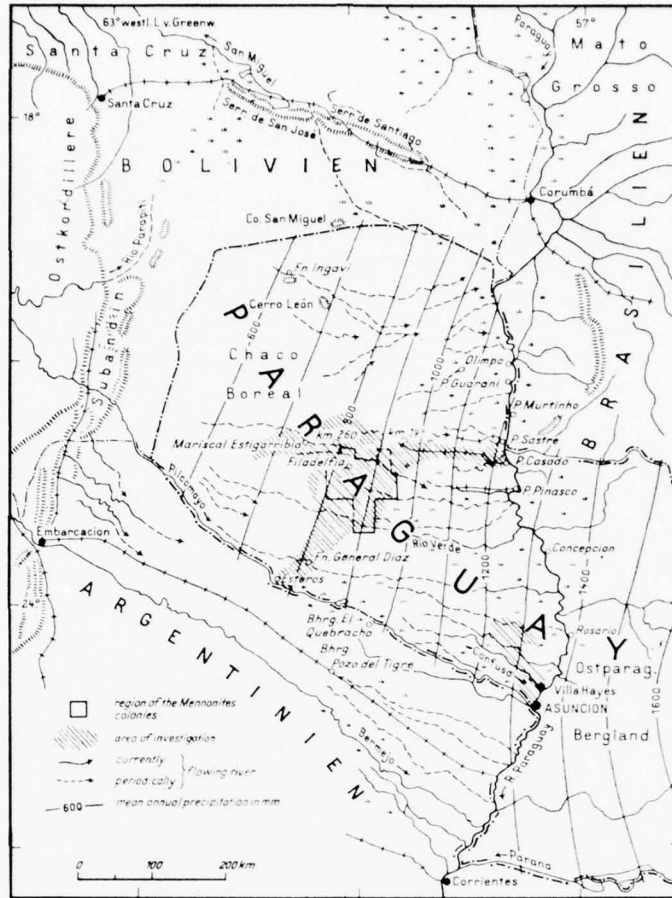 63° westl. L. v. Greenw.
57°
Santa Cruz
San Miguel
Paraguay
Mato
Grosso
Santa Cruz
18°
Serr de San José
Serr de Santiago
BOLIVIEN
Corumbá
BRASILIEN
Ostkordillere
Rio Parapiti
Subandin
Co. San Miguel
Fn. Ingavi
Cerro León
600
Chaco
Boreal
PARAGUAY
800
1000
Olimpo
P. Guarani
P. Murtinho
P. Sastre
km 260
Mariscal Estigarribia
Filadelfia
P. Casado
P. Pinasco
Pilcomayo
Rio Verde
Concepcion
1200
1400
Embarcacion
Fn. General Diaz
Esteros
24°
Bhrg. El
Quebracho
Bhrg
Pozo del Tigre
Confuso
Rosario
Ostparag.
1600
Villa Hayes
ASUNCION
Bergland
ARGENTINIEN
Bermejo
R. Paraguay
Parana
Corrientes
region of the Mennonites
colonies
area of investigation
currently
periodically
flowing river
600 mean annual precipitation in mm
0 100 200 km